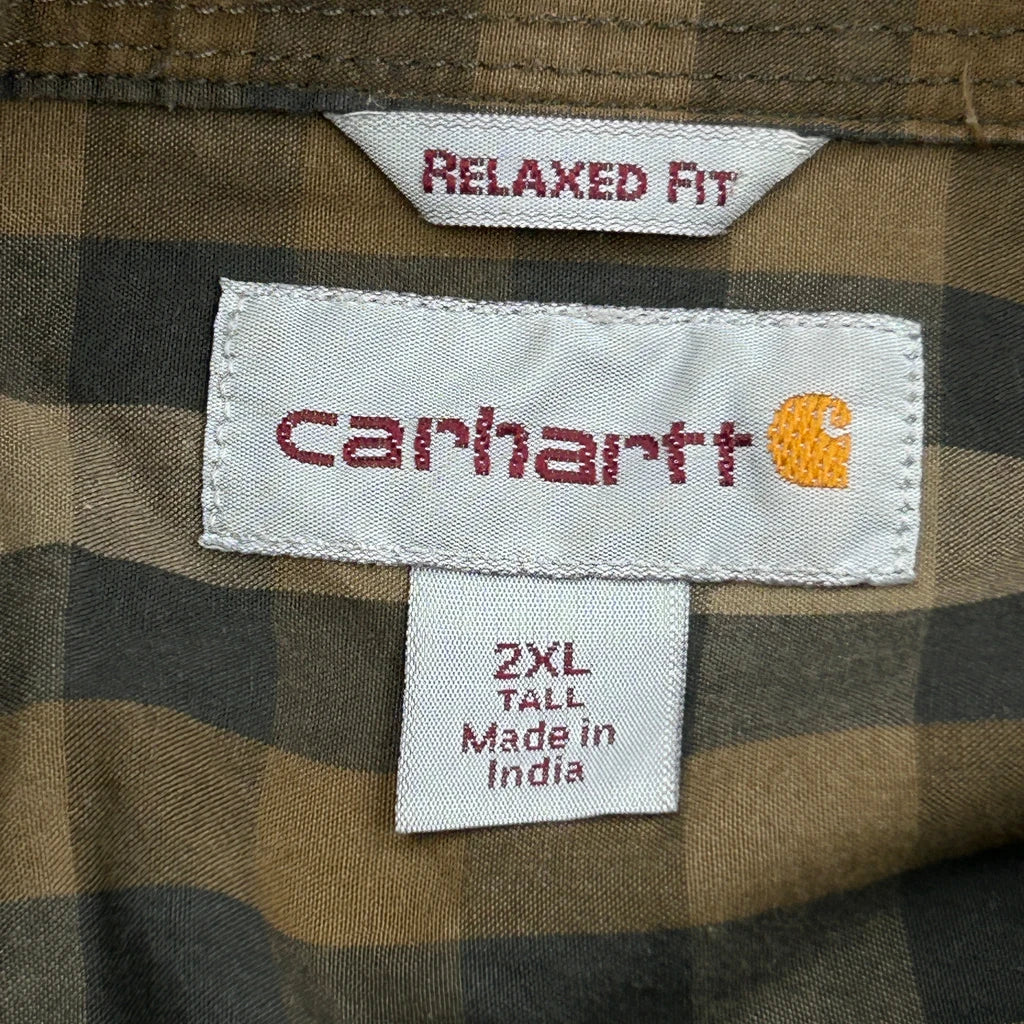 RELAXED FIT
carhartt
2XL
TALL
Made in
India